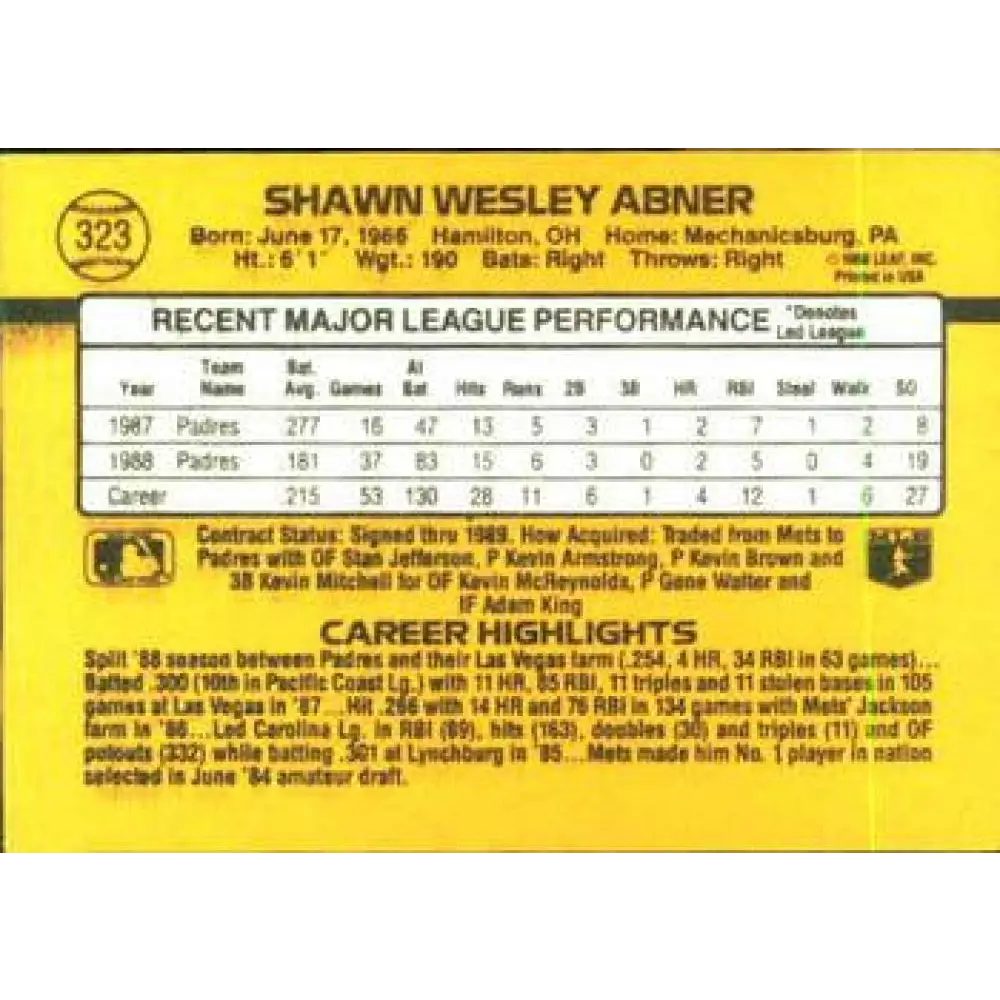 323
SHAWN WESLEY ABNER
Born: June 17, 1966 Hamilton, OH Home: Mechanicsburg, PA
Ht.: 6'1" Wgt.: 190 Bats: Right Throws: Right
© 1988 LEAF, INC.
Printed in USA
RECENT MAJOR LEAGUE PERFORMANCE *Denotes Led League
Year Team Name Bat. Avg. Games At Bat Hits Runs 2B 3B HR RBI Steal Walk SO
1987 Padres .277 16 47 13 5 3 1 2 7 1 2 8
1988 Padres .181 37 83 15 6 3 0 2 5 0 4 19
Career .215 53 130 28 11 6 1 4 12 1 6 27
Contract Status: Signed thru 1989. How Acquired: Traded from Mets to
Padres with OF Stan Jefferson, P Kevin Armstrong, P Kevin Brown and
3B Kevin Mitchell for OF Kevin McReynolds, P Gene Walter and
IF Adam King
CAREER HIGHLIGHTS
Split '88 season between Padres and their Las Vegas farm (.254, 4 HR, 34 RBI in 63 games)...
Batted .300 (10th in Pacific Coast Lg.) with 11 HR, 85 RBI, 11 triples and 11 stolen bases in 105
games at Las Vegas in '87...Hit .266 with 14 HR and 76 RBI in 134 games with Mets' Jackson
farm in '86...Led Carolina Lg. in RBI (89), hits (163), doubles (30) and triples (11) and OF
putouts (332) while batting .301 at Lynchburg in '85...Mets made him No. 1 player in nation
selected in June '84 amateur draft.